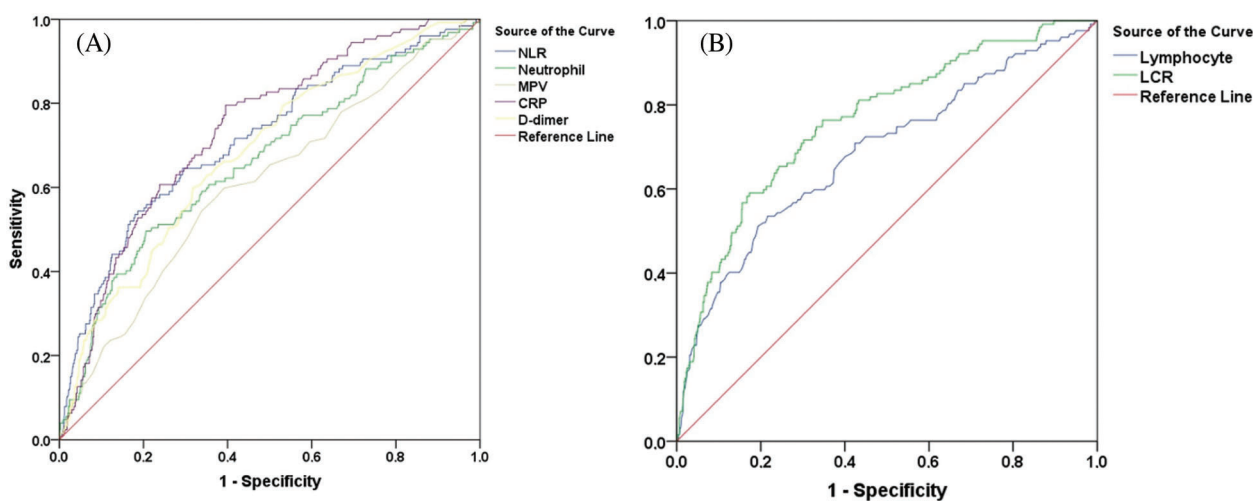 (A)
Source of the Curve
NLR
Neutrophil
MPV
CRP
D-dimer
Reference Line
Sensitivity
1.0
0.8
0.6
0.4
0.2
0.0
0.0 0.2 0.4 0.6 0.8 1.0
1 - Specificity
(B)
Source of the Curve
Lymphocyte
LCR
Reference Line
1.0
0.8
0.6
0.4
0.2
0.0
0.0 0.2 0.4 0.6 0.8 1.0
1 - Specificity